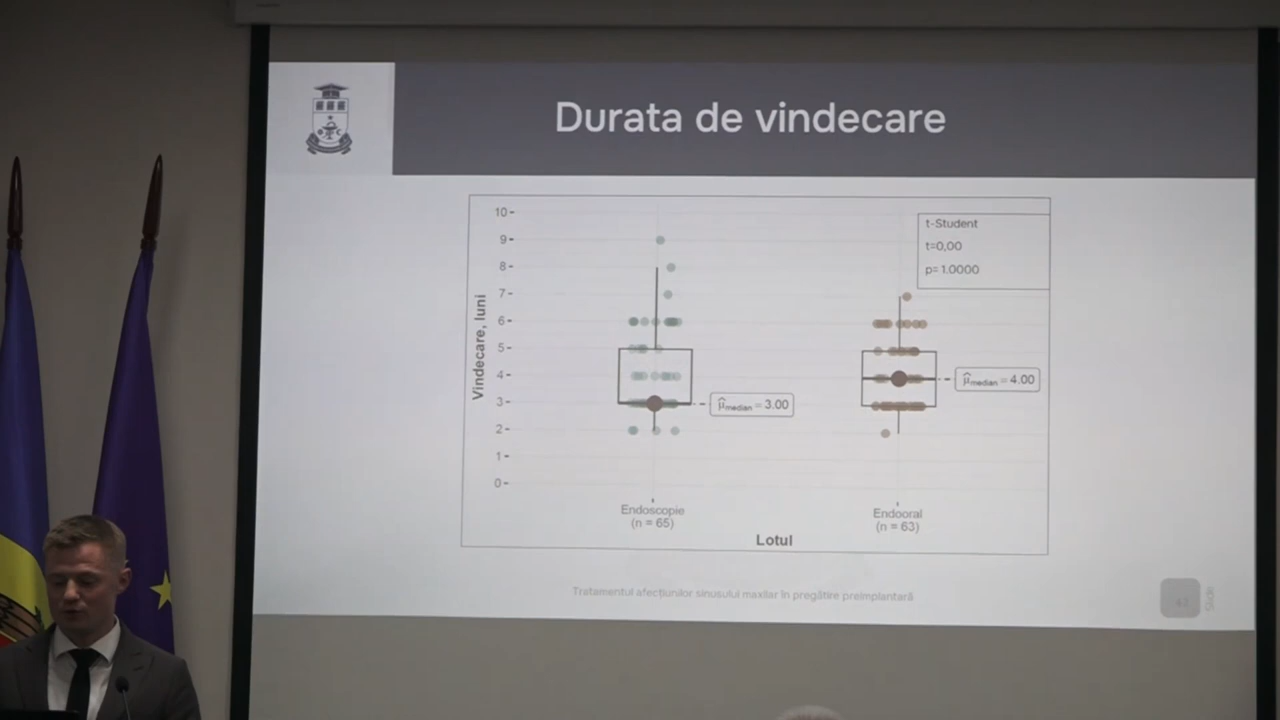 Durata de vindecare
10
9
8
7
6
5
4
3
2
1
0
Vindecare, luni
t-Student
t=0,00
p= 1.0000
μ̂median = 3.00
μ̂median = 4.00
Endoscopie
(n = 65)
Endooral
(n = 63)
Lotul
Tratamentul afecțiunilor sinusului maxilar în pregătire preimplantară
Slide